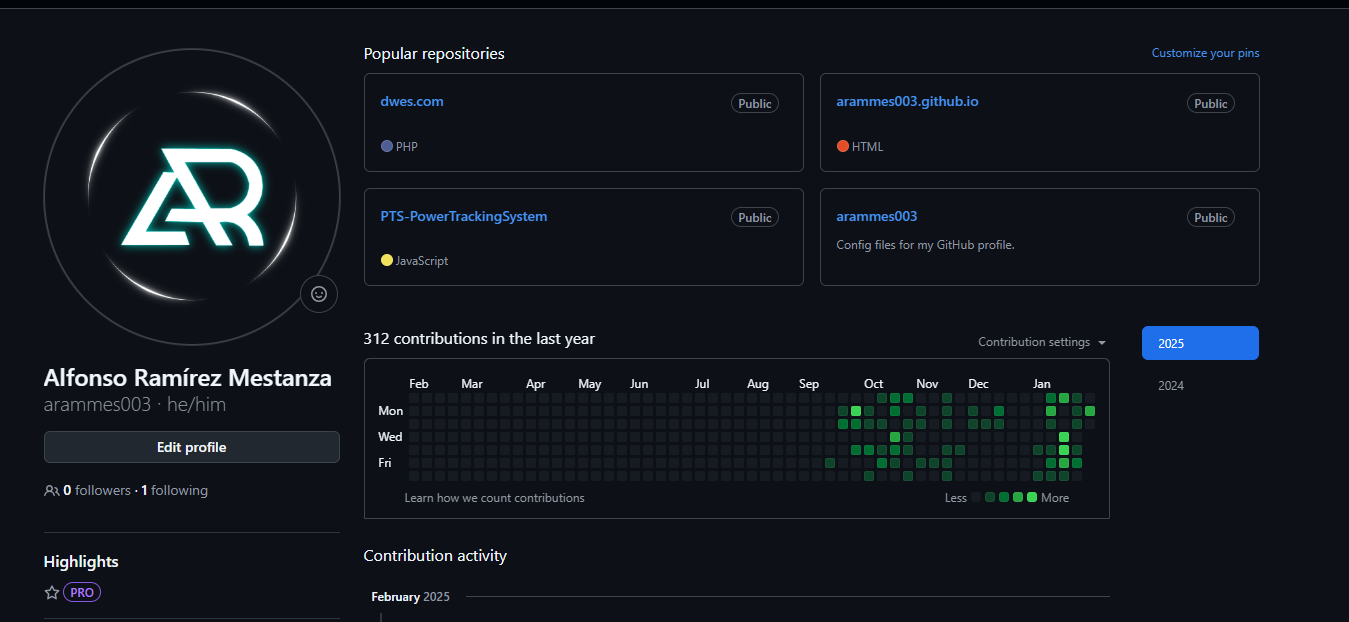 AR
Alfonso Ramírez Mestanza
arammes003 · he/him
Edit profile
0 followers · 1 following
Highlights
PRO
Popular repositories
Customize your pins
dwes.com Public
PHP
arammes003.github.io Public
HTML
PTS-PowerTrackingSystem Public
JavaScript
arammes003 Public
Config files for my GitHub profile.
312 contributions in the last year
Contribution settings
2025
2024
Feb Mar Apr May Jun Jul Aug Sep Oct Nov Dec Jan
Mon
Wed
Fri
Learn how we count contributions
Less More
Contribution activity
February 2025